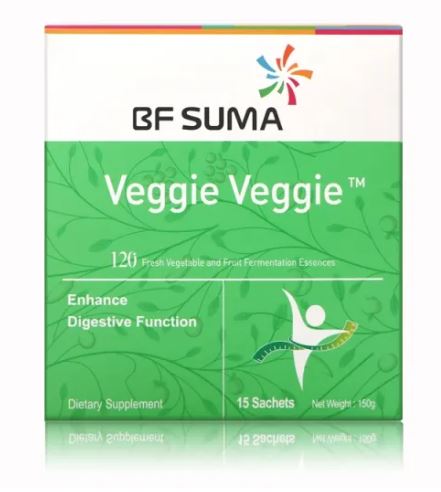 BF SUMA
Veggie Veggie™
120 Fresh Vegetable and Fruit Fermentation Essences
Enhance
Digestive Function
Dietary Supplement
15 Sachets
Net Weight: 150g